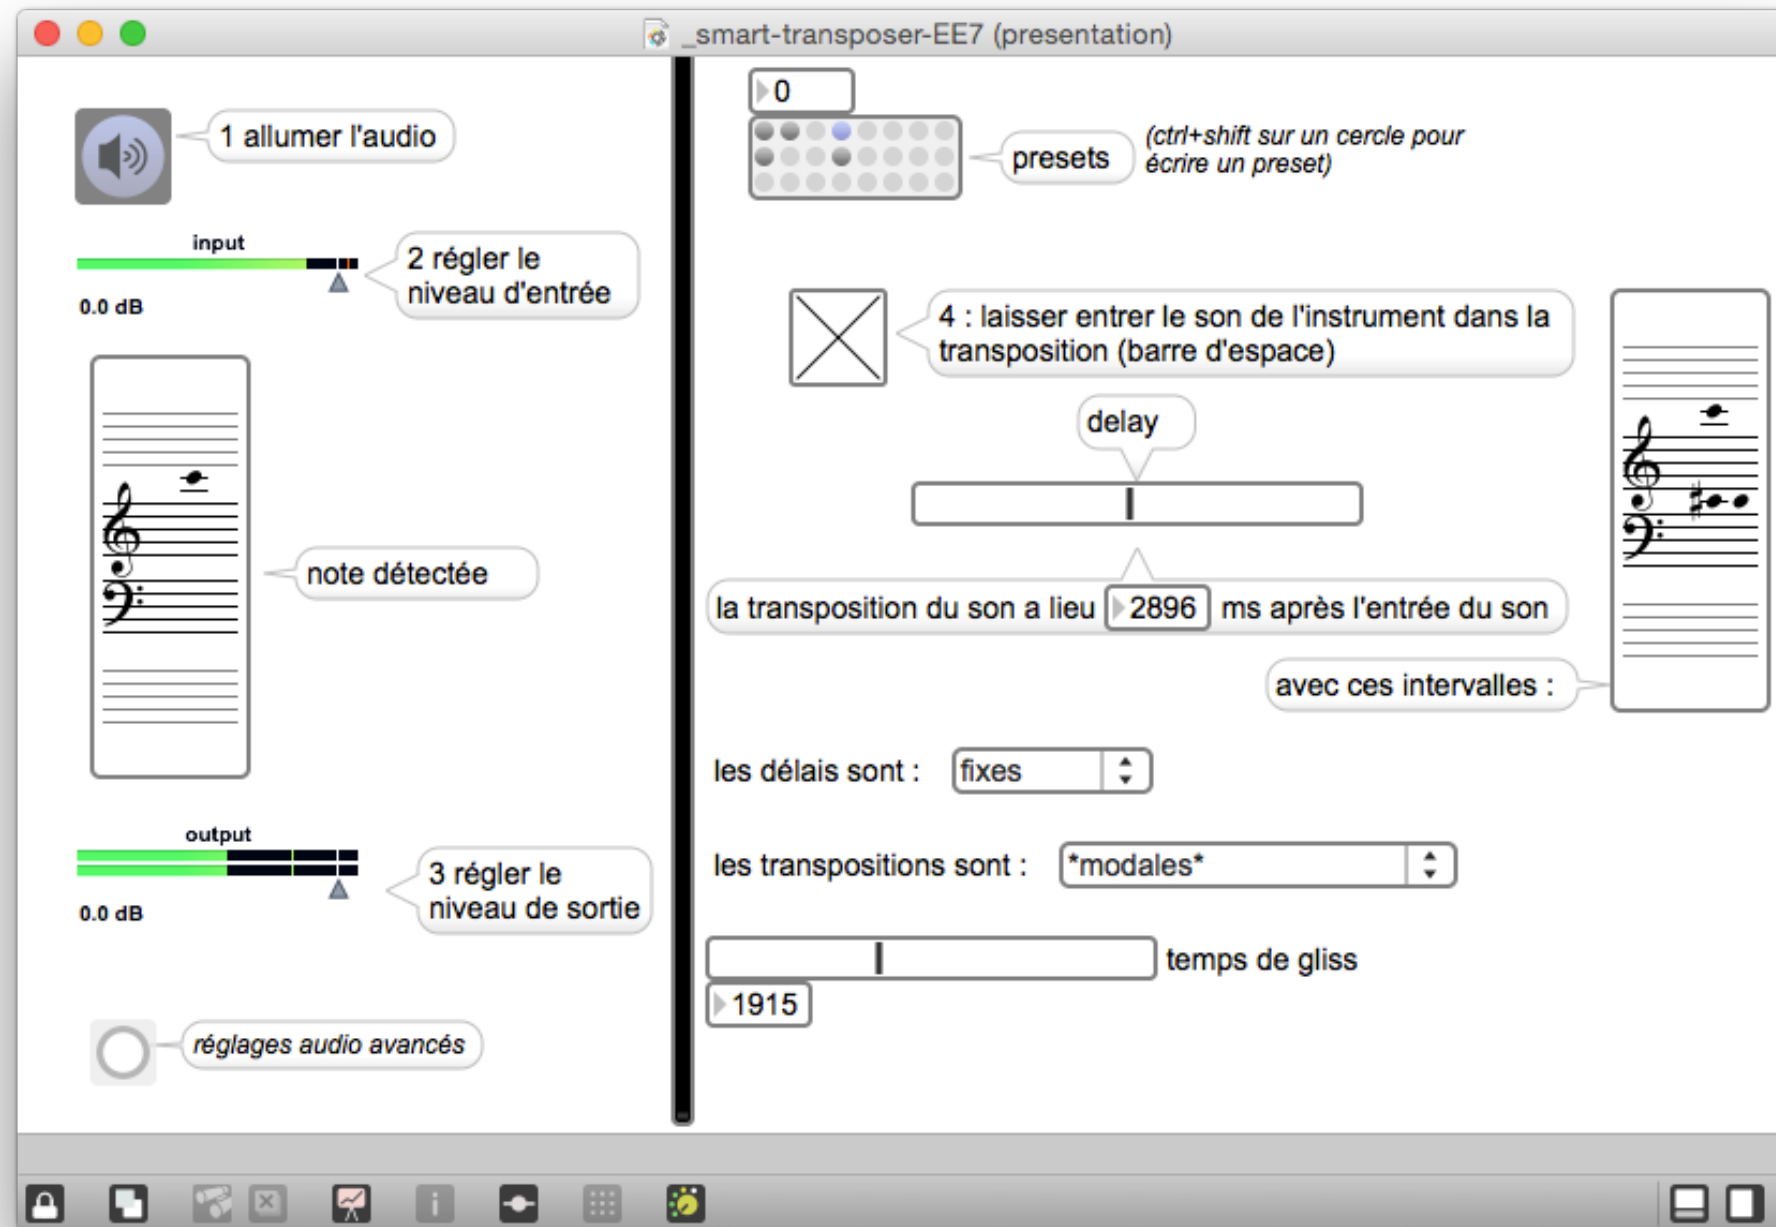 _smart-transposer-EE7 (presentation)
1 allumer l'audio
input
0.0 dB
2 régler le
niveau d'entrée
note détectée
output
0.0 dB
3 régler le
niveau de sortie
réglages audio avancés
0
presets
(ctrl+shift sur un cercle pour
écrire un preset)
4 : laisser entrer le son de l'instrument dans la
transposition (barre d'espace)
delay
la transposition du son a lieu 2896 ms après l'entrée du son
avec ces intervalles :
les délais sont : fixes
les transpositions sont : *modales*
temps de gliss
1915